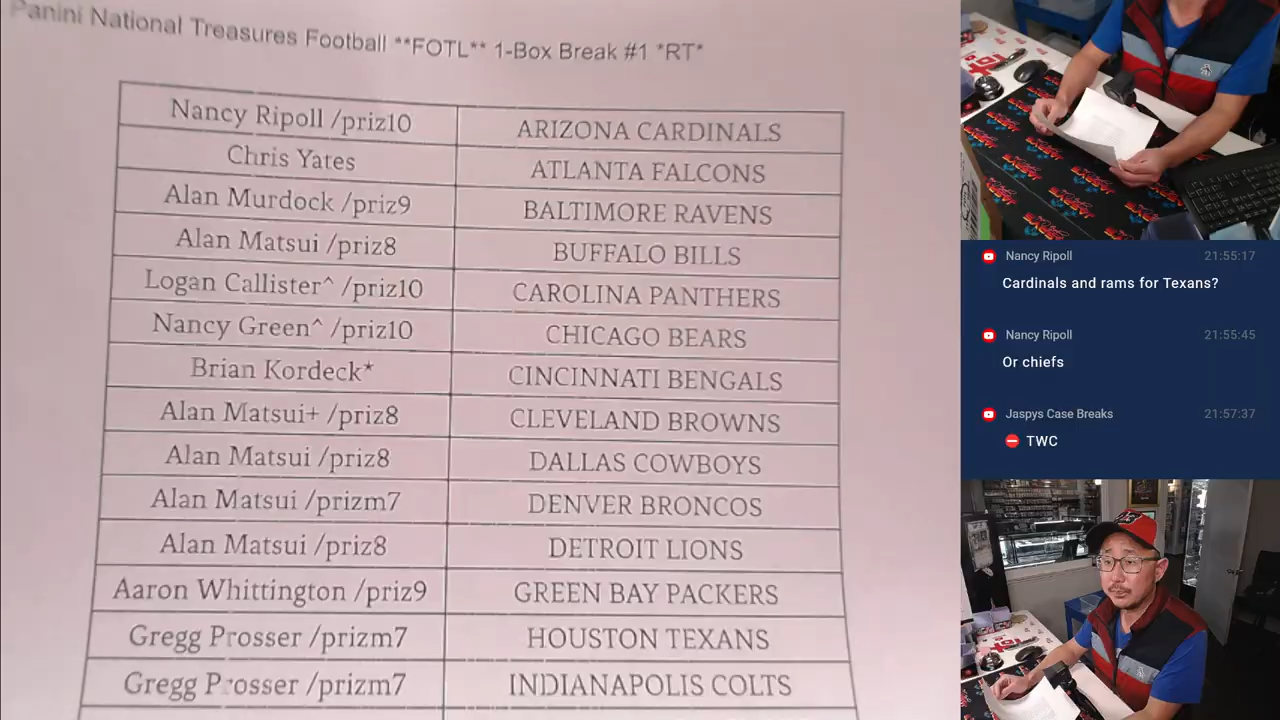 Panini National Treasures Football **FOTL** 1-Box Break #1 *RT*
Nancy Ripoll /priz10 ARIZONA CARDINALS
Chris Yates ATLANTA FALCONS
Alan Murdock /priz9 BALTIMORE RAVENS
Alan Matsui /priz8 BUFFALO BILLS
Logan Callister^ /priz10 CAROLINA PANTHERS
Nancy Green^ /priz10 CHICAGO BEARS
Brian Kordeck* CINCINNATI BENGALS
Alan Matsui+ /priz8 CLEVELAND BROWNS
Alan Matsui /priz8 DALLAS COWBOYS
Alan Matsui /prizm7 DENVER BRONCOS
Alan Matsui /priz8 DETROIT LIONS
Aaron Whittington /priz9 GREEN BAY PACKERS
Gregg Prosser /prizm7 HOUSTON TEXANS
Gregg Prosser /prizm7 INDIANAPOLIS COLTS
Nancy Ripoll 21:55:17
Cardinals and rams for Texans?
Nancy Ripoll 21:55:45
Or chiefs
Jaspys Case Breaks 21:57:37
TWC